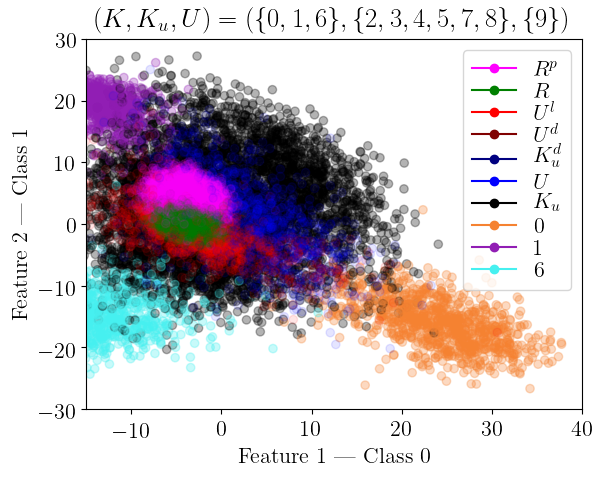 (K, K_u, U) = ({0, 1, 6}, {2, 3, 4, 5, 7, 8}, {9})
30
20
10
0
−10
−20
−30
Feature 2 — Class 1
R^p
R
U^l
U^d
K_u^d
U
K_u
0
1
6
−10
0
10
20
30
40
Feature 1 — Class 0